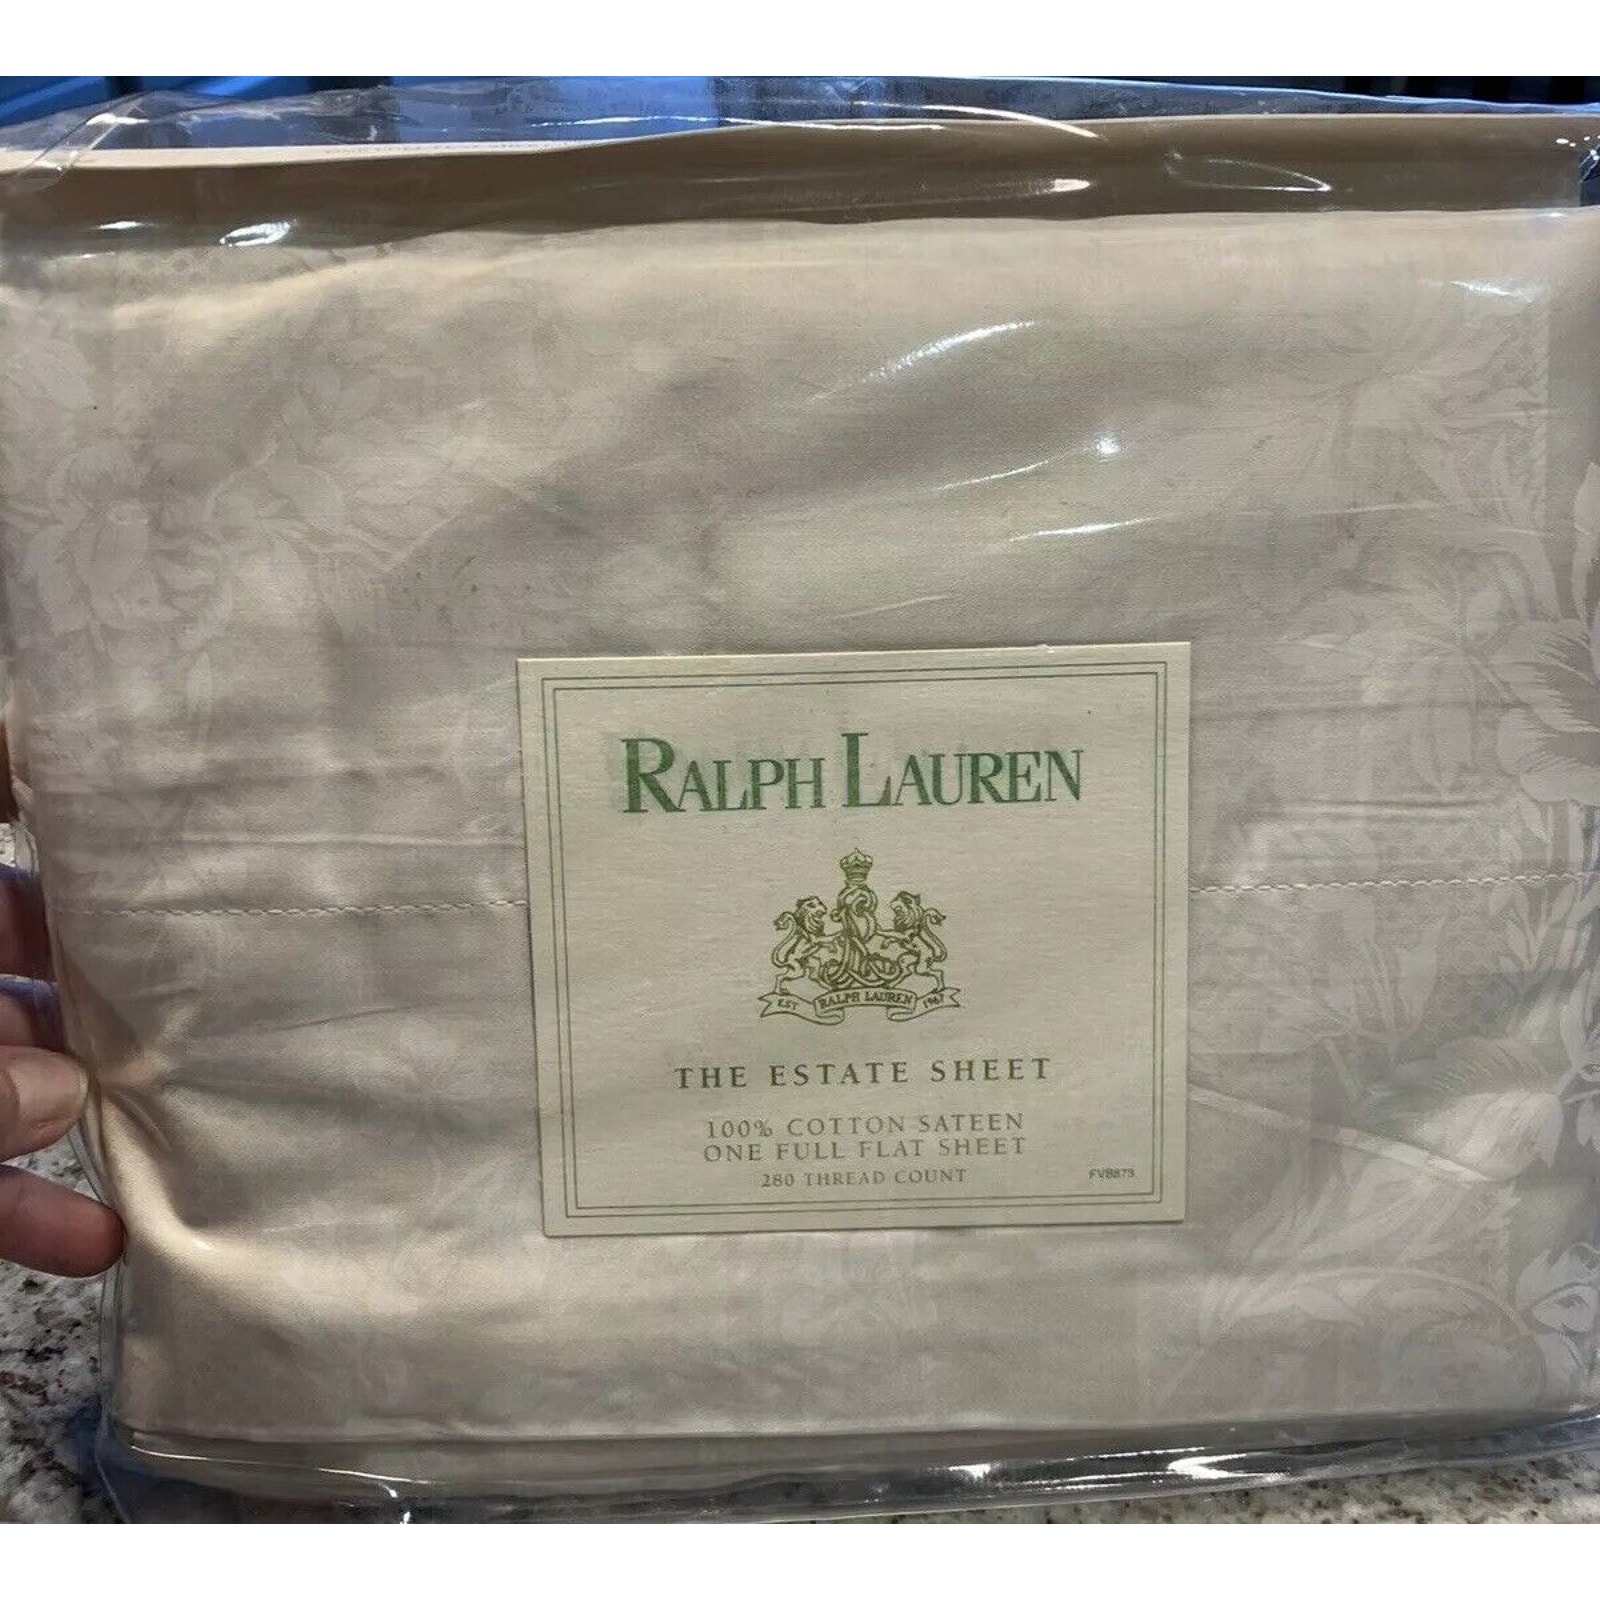 RALPH LAUREN
EST RALPH LAUREN 1967
THE ESTATE SHEET
100% COTTON SATEEN
ONE FULL FLAT SHEET
280 THREAD COUNT
FV8873